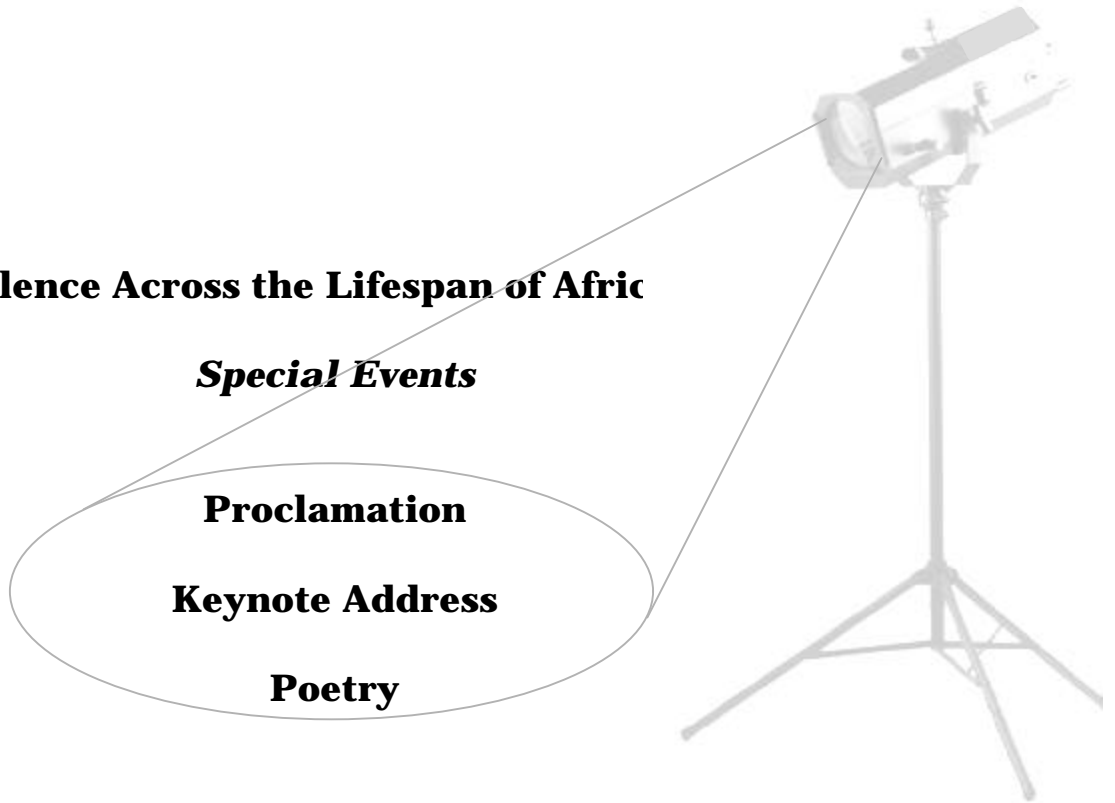 lence Across the Lifespan of Afric
Special Events
Proclamation
Keynote Address
Poetry